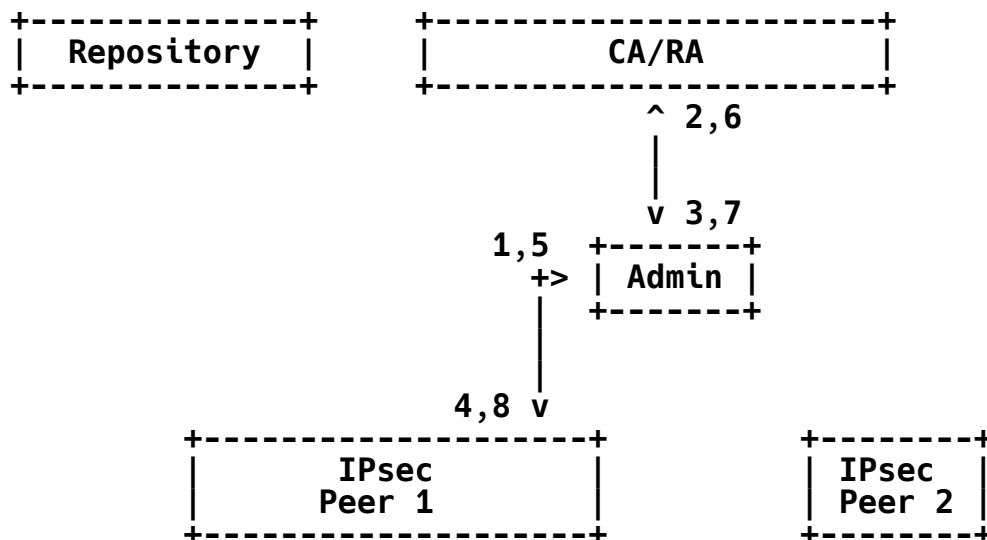 +--------------+ +-----------------------+
| Repository | | CA/RA |
+--------------+ +-----------------------+
^ 2,6
|
|
v 3,7
1,5 +-------+
+> | Admin |
| +-------+
|
|
4,8 v
+--------------------+ +--------+
| IPsec | | IPsec |
| Peer 1 | | Peer 2 |
+--------------------+ +--------+